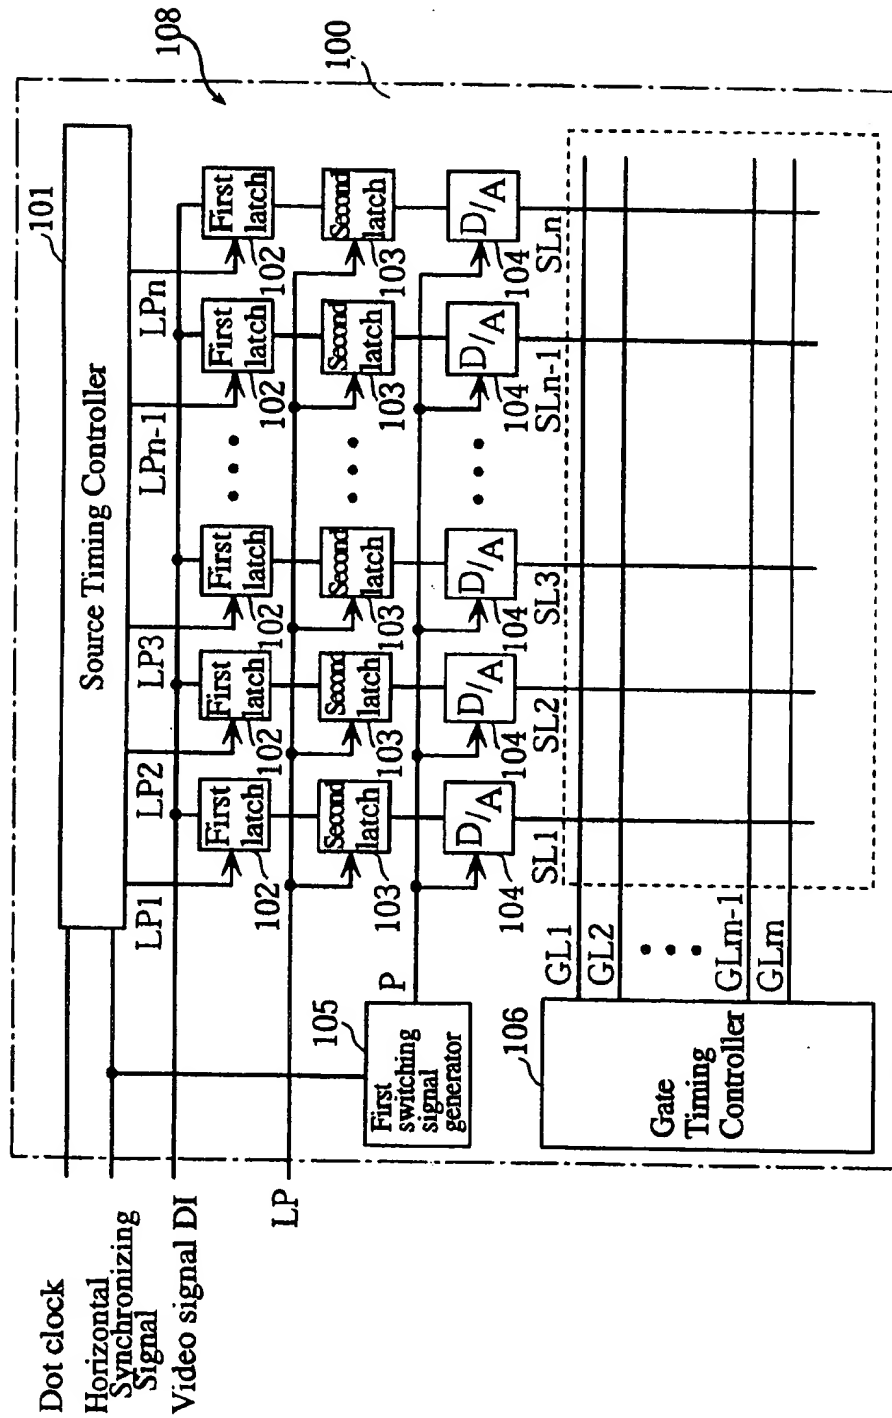 108
100
101
Source Timing Controller
LP1
LP2
LP3
LPn-1
LPn
First latch
First latch
First latch
First latch
First latch
102
102
102
102
102
Second latch
Second latch
Second latch
Second latch
Second latch
103
103
103
103
103
D/A
D/A
D/A
D/A
D/A
104
104
104
104
104
SL1
SL2
SL3
SLn-1
SLn
Dot clock
Horizontal
Synchronizing
Signal
Video signal DI
LP
P
105
First
switching
signal
generator
106
Gate
Timing
Controller
GL1
GL2
GLm-1
GLm